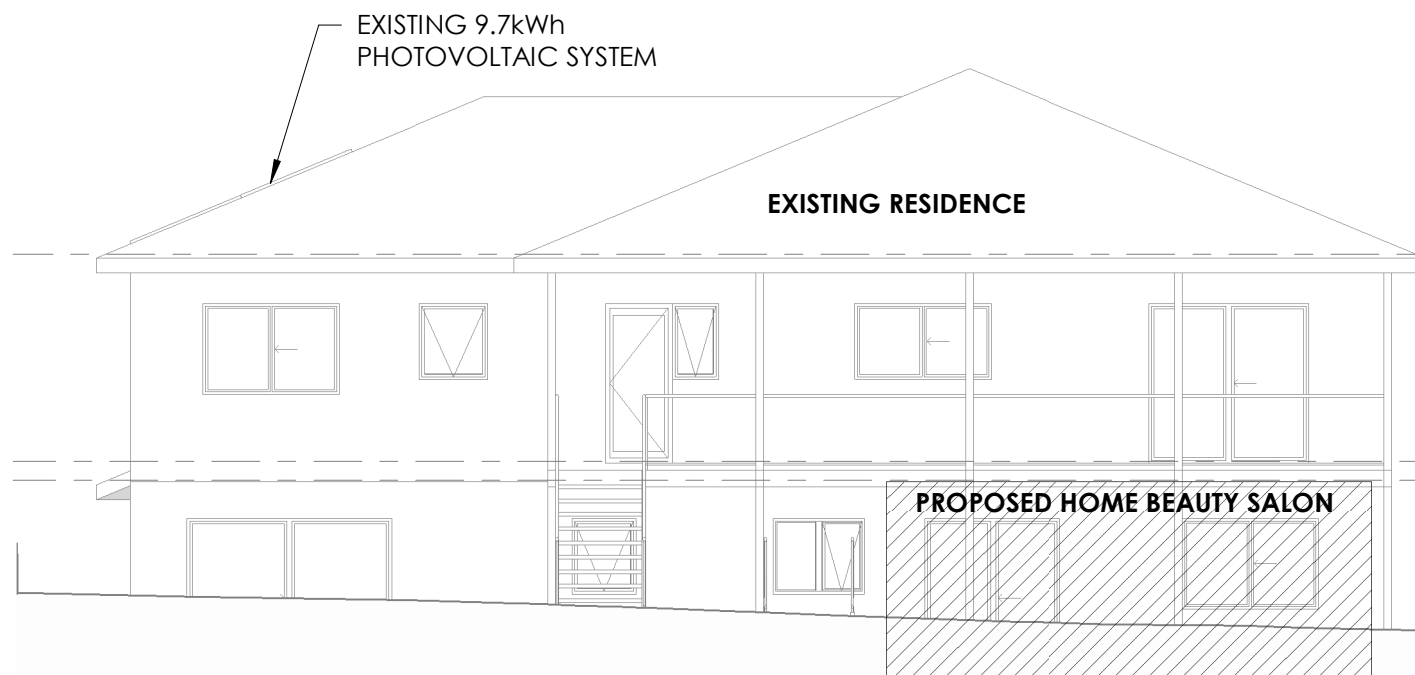 EXISTING 9.7kWh
PHOTOVOLTAIC SYSTEM
EXISTING RESIDENCE
PROPOSED HOME BEAUTY SALON